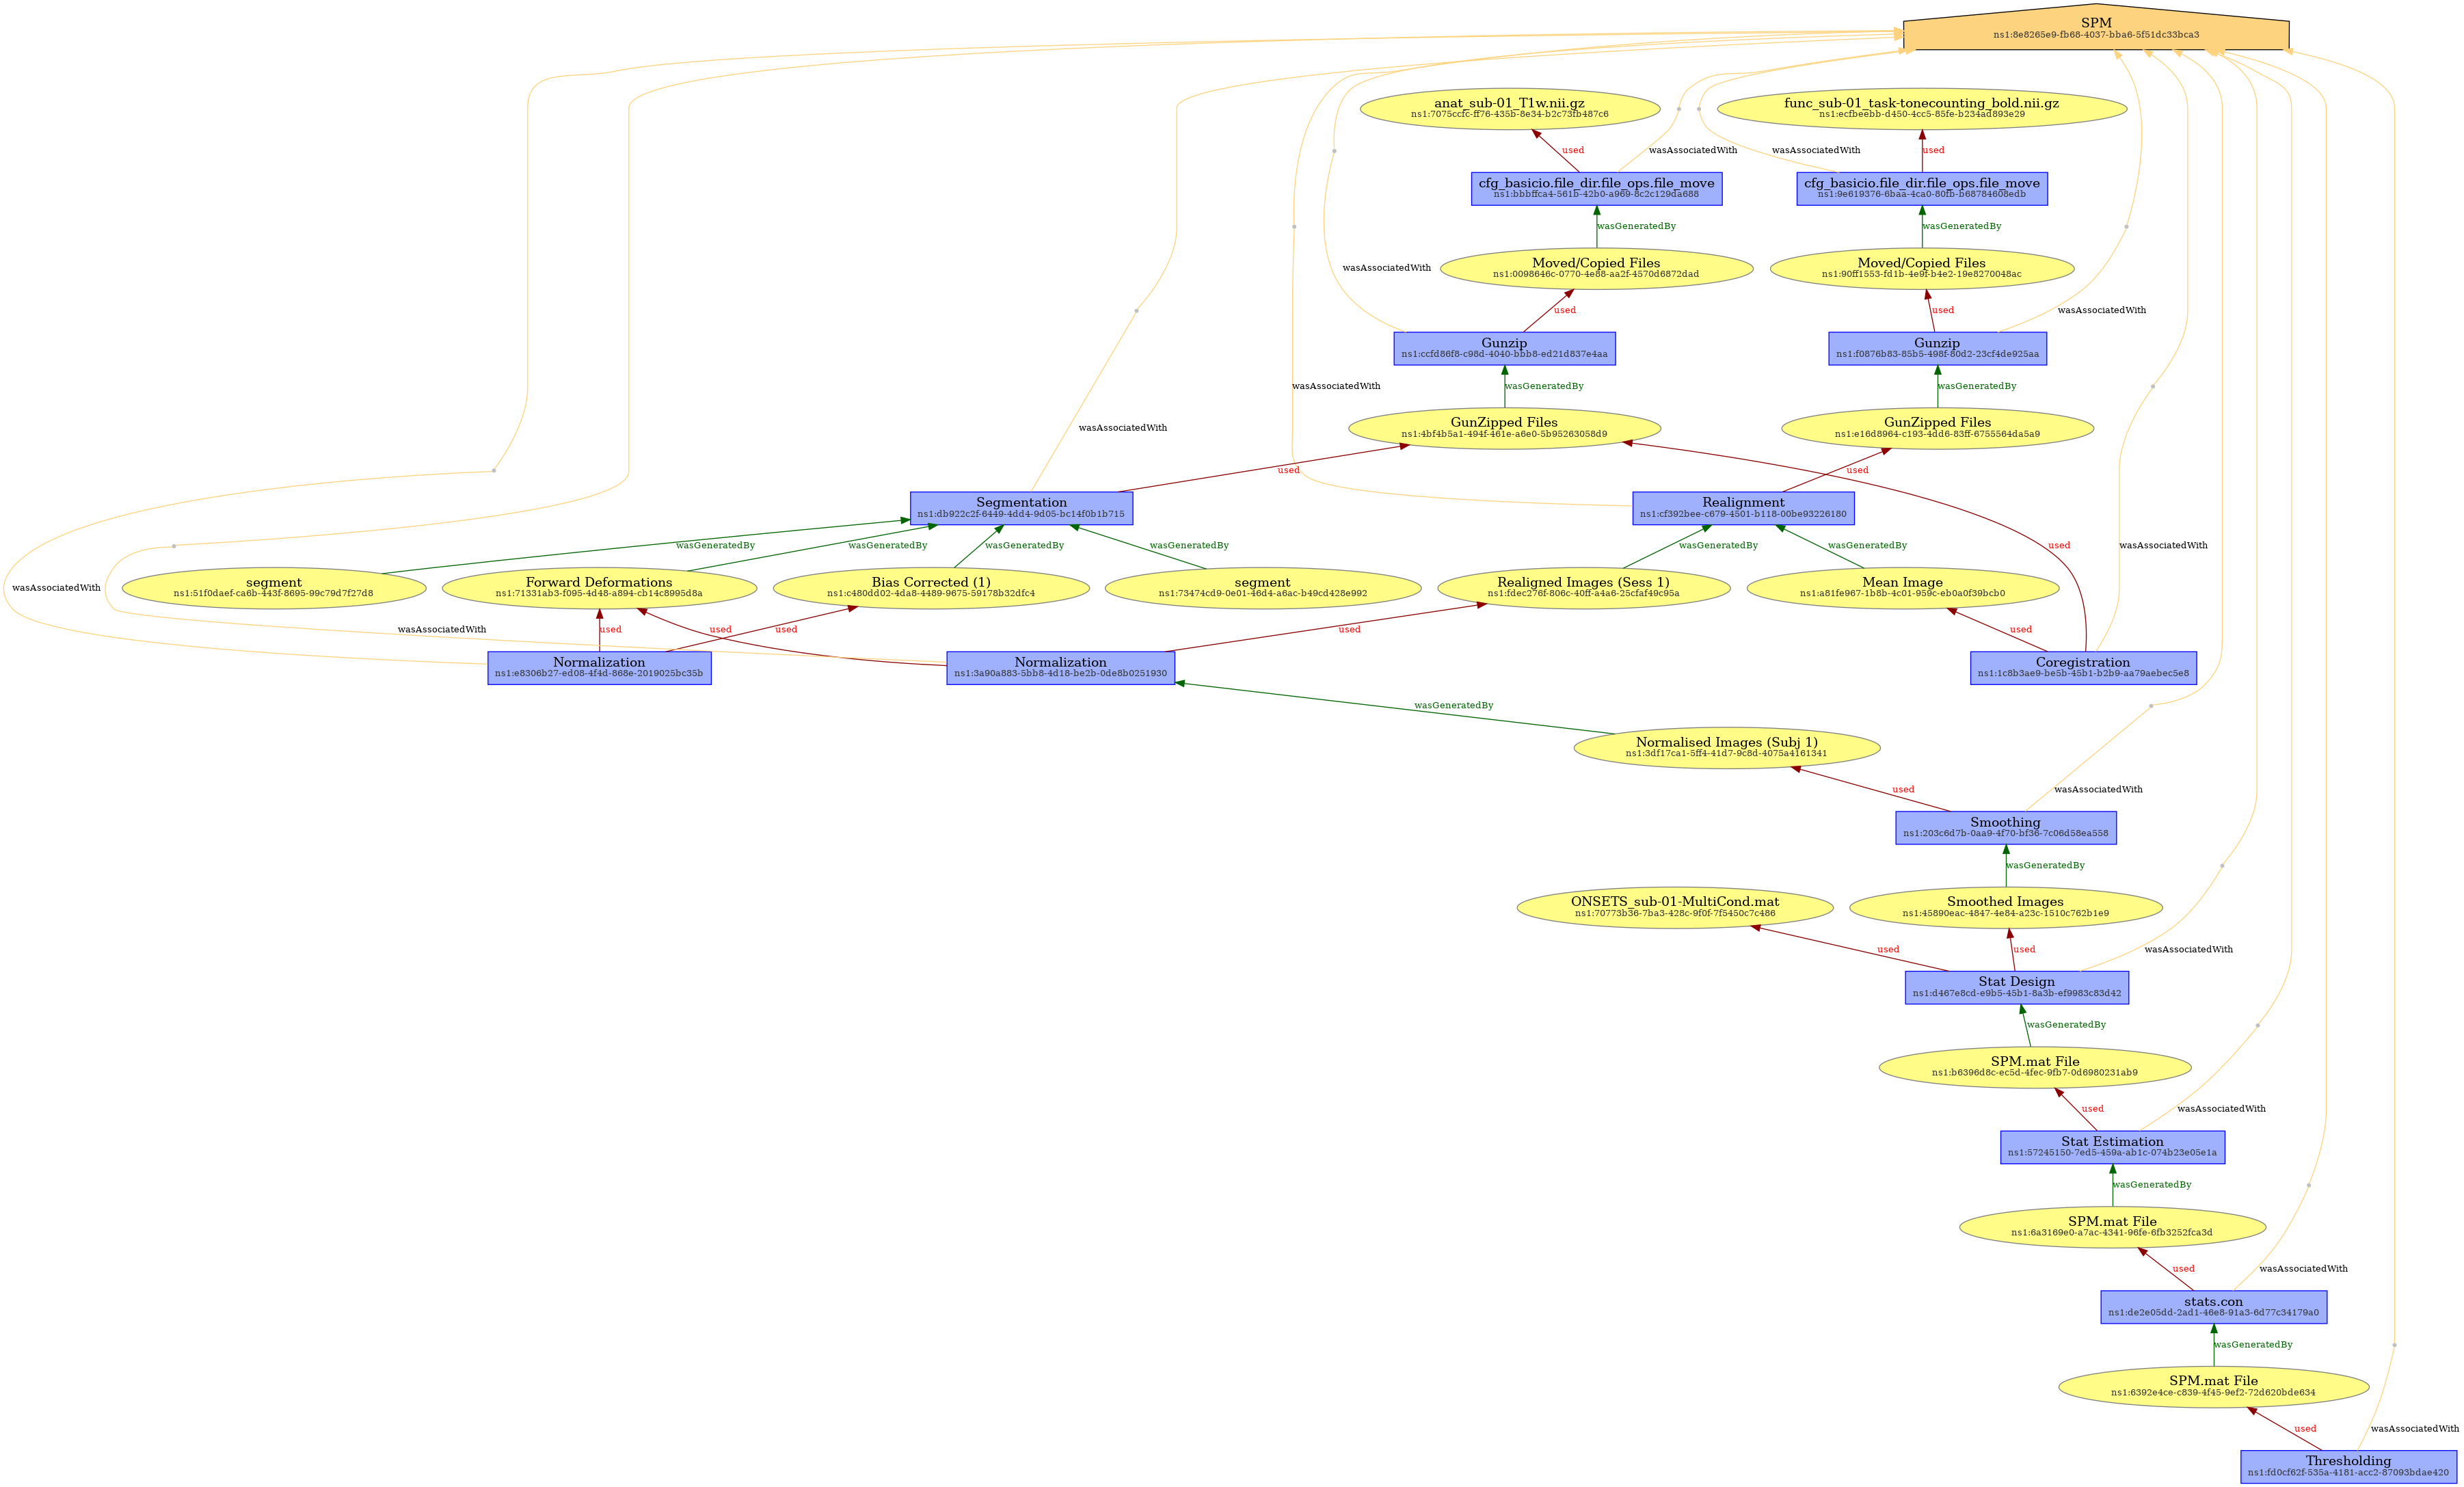 SPM
ns1:8e8265e9-fb68-4037-bba6-5f51dc33bca3
anat_sub-01_T1w.nii.gz
ns1:7075ccfc-ff76-435b-8e34-b2c73fb487c6
func_sub-01_task-tonecounting_bold.nii.gz
ns1:ecfbeebb-d450-4cc5-85fe-b234ad893e29
used
wasAssociatedWith
wasAssociatedWith
used
cfg_basicio.file_dir.file_ops.file_move
ns1:bbbffca4-561b-42b0-a969-8c2c129da688
cfg_basicio.file_dir.file_ops.file_move
ns1:9e619376-6baa-4ca0-80fb-b68784608edb
wasGeneratedBy
wasGeneratedBy
wasAssociatedWith
Moved/Copied Files
ns1:0098646c-0770-4e88-aa2f-4570d6872dad
Moved/Copied Files
ns1:90ff1553-fd1b-4e9f-b4e2-19e8270048ac
used
used
wasAssociatedWith
Gunzip
ns1:ccfd86f8-c98d-4040-bbb8-ed21d837e4aa
Gunzip
ns1:f0876b83-85b5-498f-80d2-23cf4de925aa
wasAssociatedWith
wasGeneratedBy
wasGeneratedBy
wasAssociatedWith
GunZipped Files
ns1:4bf4b5a1-494f-461e-a6e0-5b95263058d9
GunZipped Files
ns1:e16d8964-c193-4dd6-83ff-6755564da5a9
used
used
Segmentation
ns1:db922c2f-6449-4dd4-9d05-bc14f0b1b715
Realignment
ns1:cf392bee-c679-4501-b118-00be93226180
wasGeneratedBy
wasGeneratedBy
wasGeneratedBy
wasGeneratedBy
wasGeneratedBy
wasGeneratedBy
used
wasAssociatedWith
wasAssociatedWith
segment
ns1:51f0daef-ca6b-443f-8695-99c79d7f27d8
Forward Deformations
ns1:71331ab3-f095-4d48-a894-cb14c8995d8a
Bias Corrected (1)
ns1:c480dd02-4da8-4489-9675-59178b32dfc4
segment
ns1:73474cd9-0e01-46d4-a6ac-b49cd428e992
Realigned Images (Sess 1)
ns1:fdec276f-806c-40ff-a4a6-25cfaf49c95a
Mean Image
ns1:a81fe967-1b8b-4c01-959c-eb0a0f39bcb0
wasAssociatedWith
used
used
used
used
used
Normalization
ns1:e8306b27-ed08-4f4d-868e-2019025bc35b
Normalization
ns1:3a90a883-5bb8-4d18-be2b-0de8b0251930
Coregistration
ns1:1c8b3ae9-be5b-45b1-b2b9-aa79aebec5e8
wasGeneratedBy
Normalised Images (Subj 1)
ns1:3df17ca1-5ff4-41d7-9c8d-4075a4161341
used
wasAssociatedWith
Smoothing
ns1:203c6d7b-0aa9-4f70-bf36-7c06d58ea558
wasGeneratedBy
ONSETS_sub-01-MultiCond.mat
ns1:70773b36-7ba3-428c-9f0f-7f5450c7c486
Smoothed Images
ns1:45890eac-4847-4e84-a23c-1510c762b1e9
used
used
wasAssociatedWith
Stat Design
ns1:d467e8cd-e9b5-45b1-8a3b-ef9983c83d42
wasGeneratedBy
SPM.mat File
ns1:b6396d8c-ec5d-4fec-9fb7-0d6980231ab9
used
wasAssociatedWith
Stat Estimation
ns1:57245150-7ed5-459a-ab1c-074b23e05e1a
wasGeneratedBy
SPM.mat File
ns1:6a3169e0-a7ac-4341-96fe-6fb3252fca3d
used
wasAssociatedWith
stats.con
ns1:de2e05dd-2ad1-46e8-91a3-6d77c34179a0
wasGeneratedBy
SPM.mat File
ns1:6392e4ce-c839-4f45-9ef2-72d620bde634
used
wasAssociatedWith
Thresholding
ns1:fd0cf62f-535a-4181-acc2-87093bdae420